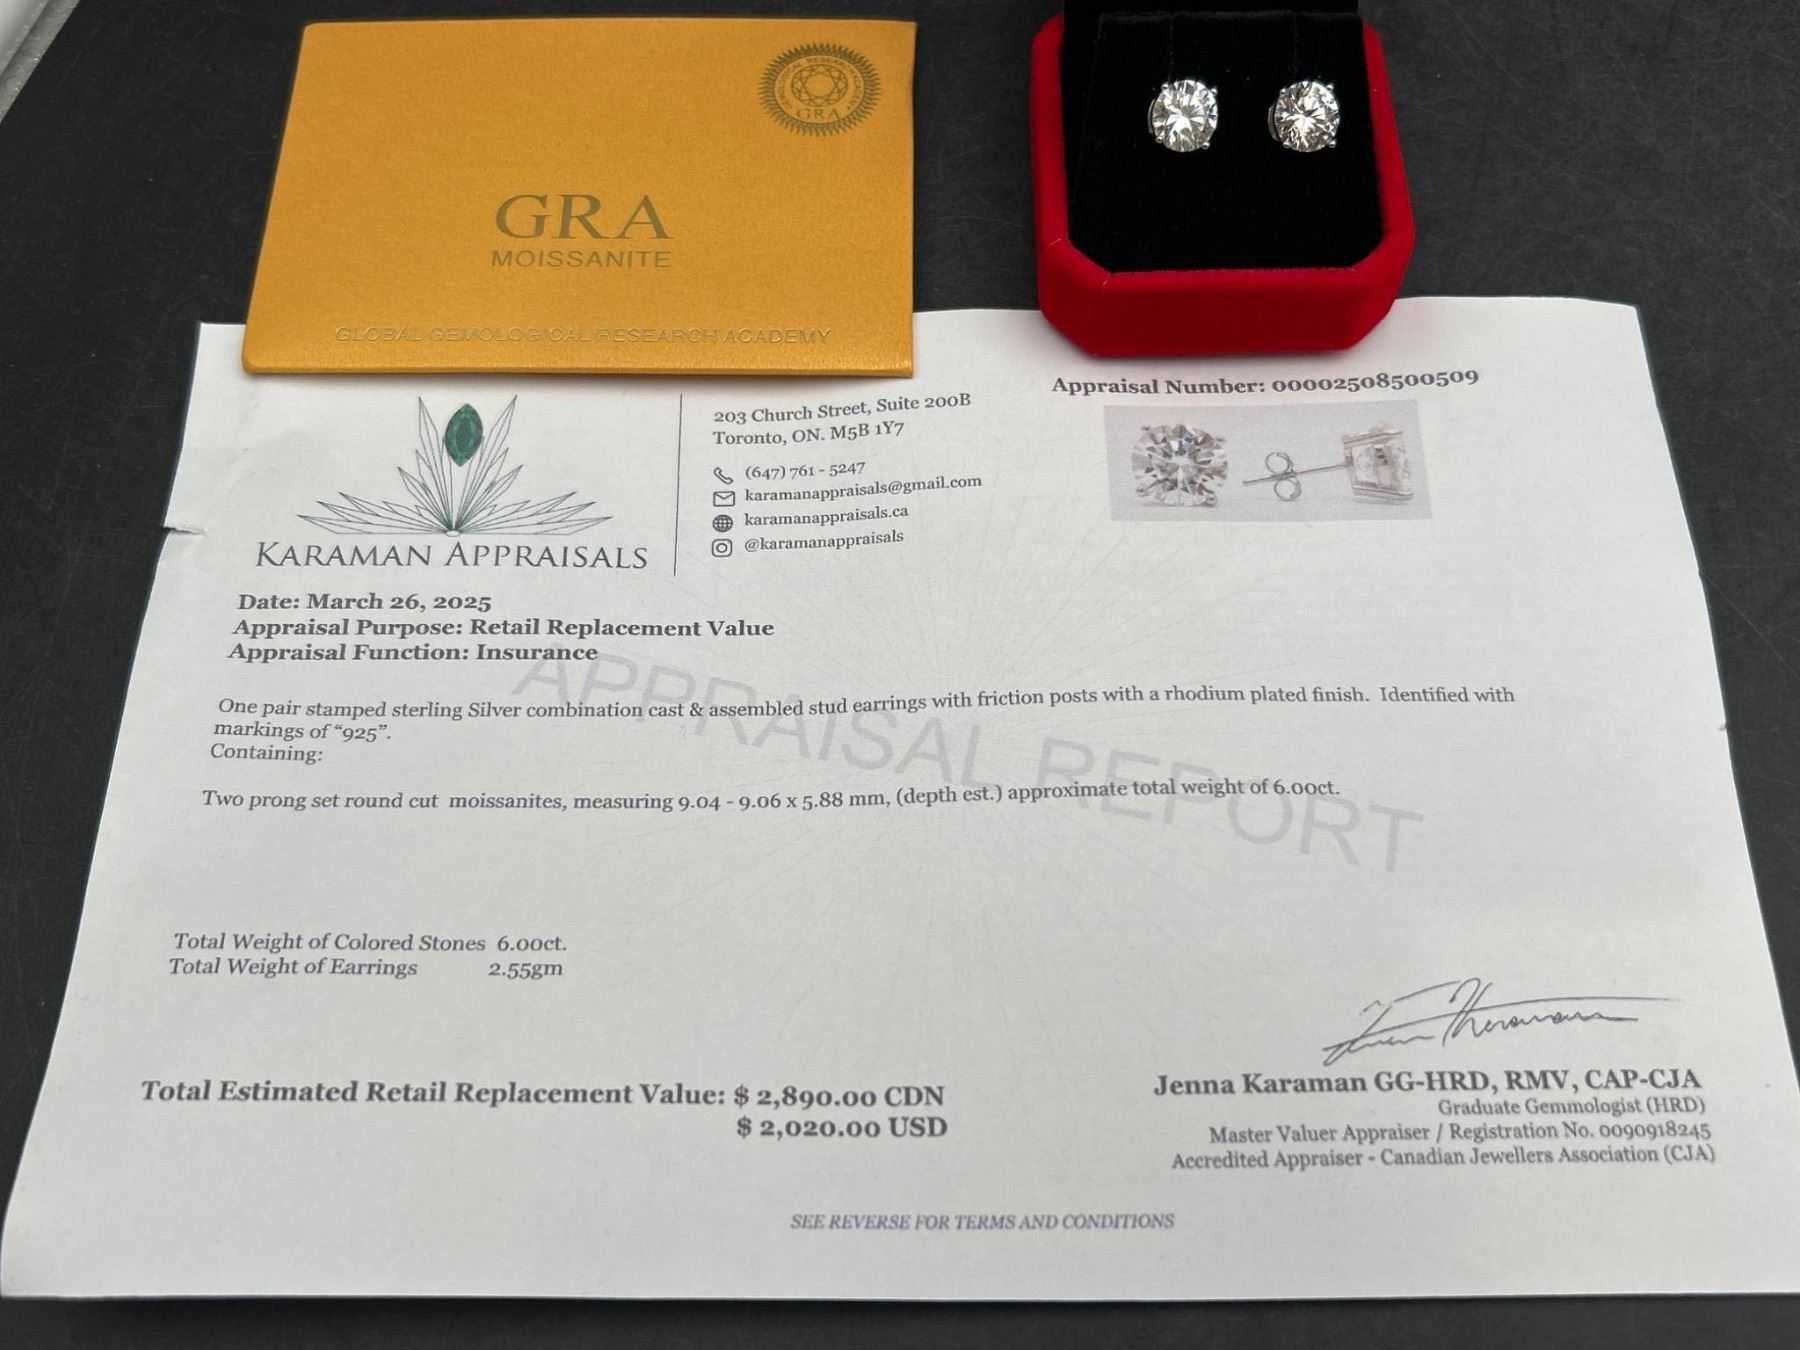 GRA
GRA
MOISSANITE
GLOBAL GEMOLOGICAL RESEARCH ACADEMY
KARAMAN APPRAISALS
203 Church Street, Suite 200B
Toronto, ON. M5B 1Y7
(647) 761 - 5247
karamanappraisals@gmail.com
karamanappraisals.ca
@karamanappraisals
Appraisal Number: 00002508500509
Date: March 26, 2025
Appraisal Purpose: Retail Replacement Value
Appraisal Function: Insurance
APPRAISAL REPORT
One pair stamped sterling Silver combination cast & assembled stud earrings with friction posts with a rhodium plated finish. Identified with
markings of “925”.
Containing:
Two prong set round cut moissanites, measuring 9.04 - 9.06 x 5.88 mm, (depth est.) approximate total weight of 6.00ct.
Total Weight of Colored Stones 6.00ct.
Total Weight of Earrings 2.55gm
Total Estimated Retail Replacement Value: $ 2,890.00 CDN
$ 2,020.00 USD
Jenna Karaman GG-HRD, RMV, CAP-CJA
Graduate Gemmologist (HRD)
Master Valuer Appraiser / Registration No. 0090918245
Accredited Appraiser - Canadian Jewellers Association (CJA)
SEE REVERSE FOR TERMS AND CONDITIONS